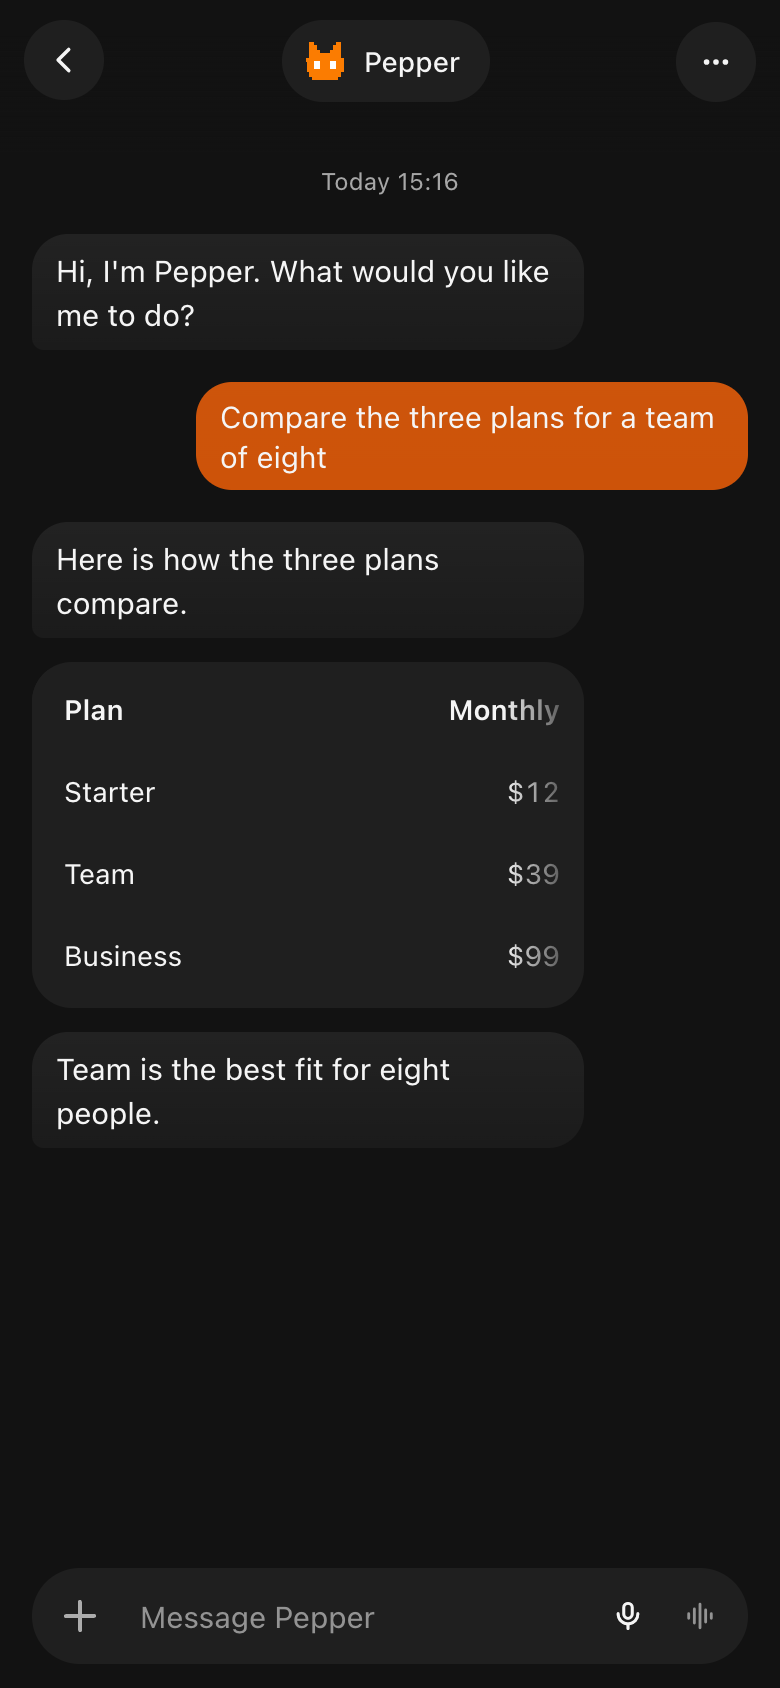 Pepper
Today 15:16
Hi, I'm Pepper. What would you like
me to do?
Compare the three plans for a team
of eight
Here is how the three plans
compare.
Plan Monthly
Starter $12
Team $39
Business $99
Team is the best fit for eight
people.
Message Pepper